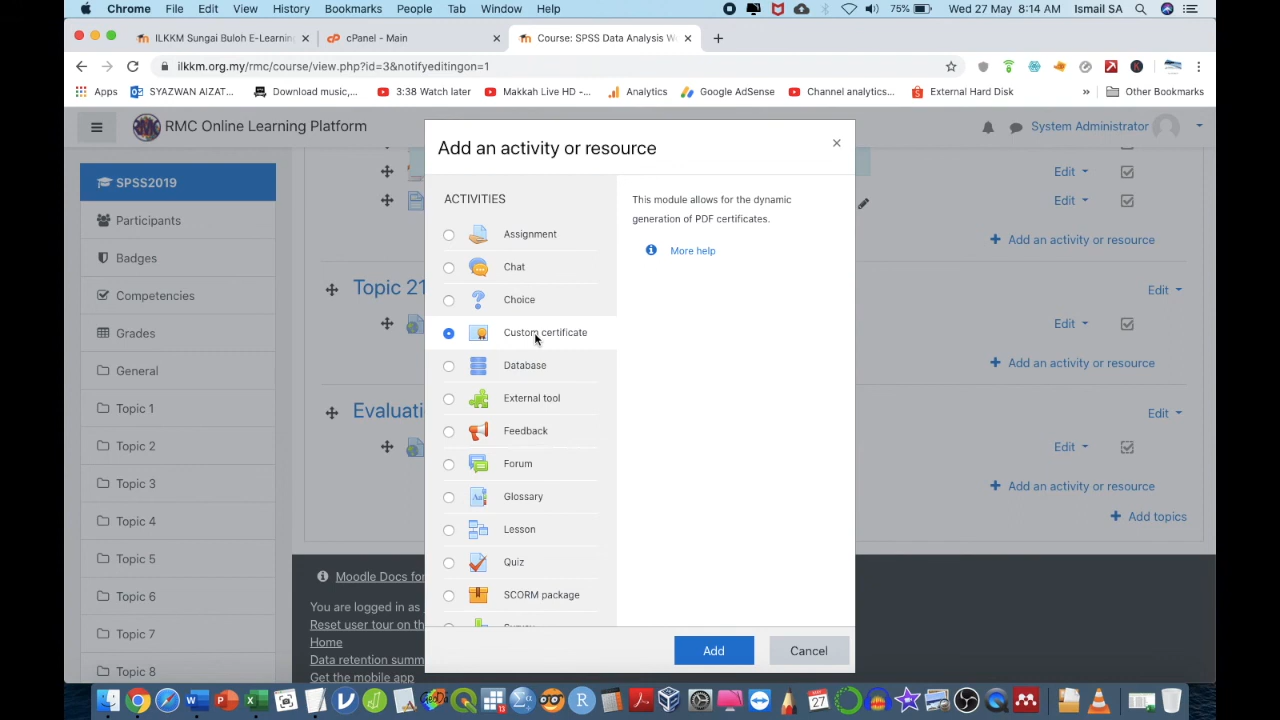 Chrome File Edit View History Bookmarks People Tab Window Help 75% Wed 27 May 8:14 AM Ismail SA
ILKKM Sungai Buloh E-Learning cPanel - Main Course: SPSS Data Analysis W
ilkkm.org.my/rmc/course/view.php?id=3&notifyeditingon=1
Apps SYAZWAN AIZAT... Download music,... 3:38 Watch later Makkah Live HD -... Analytics Google AdSense Channel analytics... External Hard Disk » Other Bookmarks
RMC Online Learning Platform System Administrator
Add an activity or resource
SPSS2019
Participants
Badges
Competencies
Grades
General
Topic 1
Topic 2
Topic 3
Topic 4
Topic 5
Topic 6
Topic 7
Topic 8
ACTIVITIES
Assignment
Chat
Choice
Custom certificate
Database
External tool
Feedback
Forum
Glossary
Lesson
Quiz
SCORM package
This module allows for the dynamic
generation of PDF certificates.
More help
Add Cancel
Edit
Edit
Add an activity or resource
Topic 21 Edit
Edit
Add an activity or resource
Evaluati Edit
Edit
Add an activity or resource
Add topics
Moodle Docs for
You are logged in as
Reset user tour on th
Home
Data retention summ
Get the mobile app